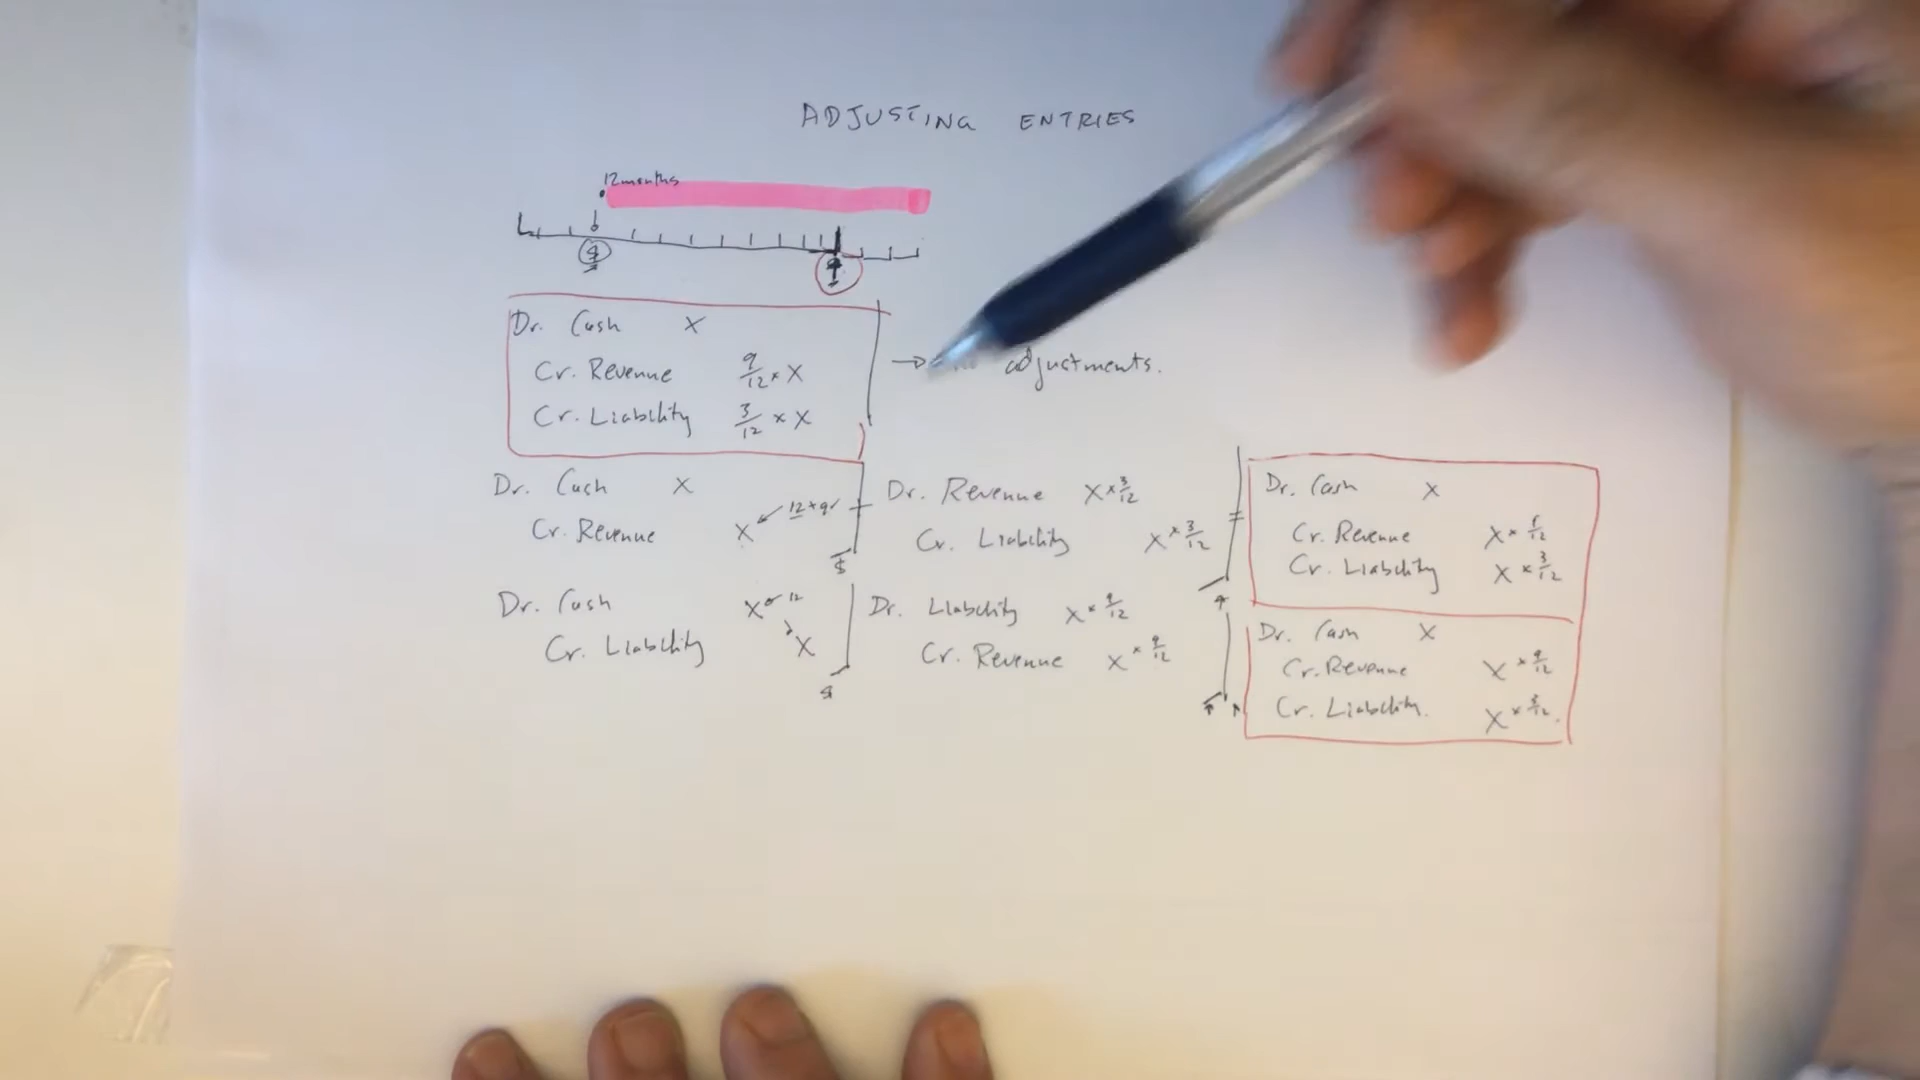 ADJUSTING ENTRIES
12 months
$
Dr. Cash X
Cr. Revenue 9/12 × X
Cr. Liability 3/12 × X
→ adjustments.
Dr. Cash X
Cr. Revenue X
$
Dr. Revenue X × 3/12
Cr. Liability X × 3/12
Dr. Cash X
Cr. Revenue
Cr. Liability X × 3/12
Dr. Cash X ← 12
Cr. Liability X
$
Dr. Liability X × 9/12
Cr. Revenue X × 9/12
Dr. Cash X
Cr. Revenue X × 9/12
Cr. Liability. X × 3/12.